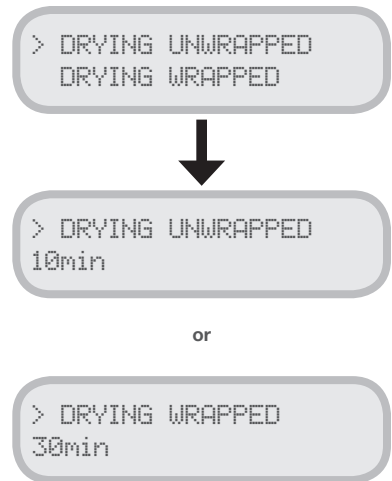 > DRYING UNWRAPPED
DRYING WRAPPED
> DRYING UNWRAPPED
10min
or
> DRYING WRAPPED
30min